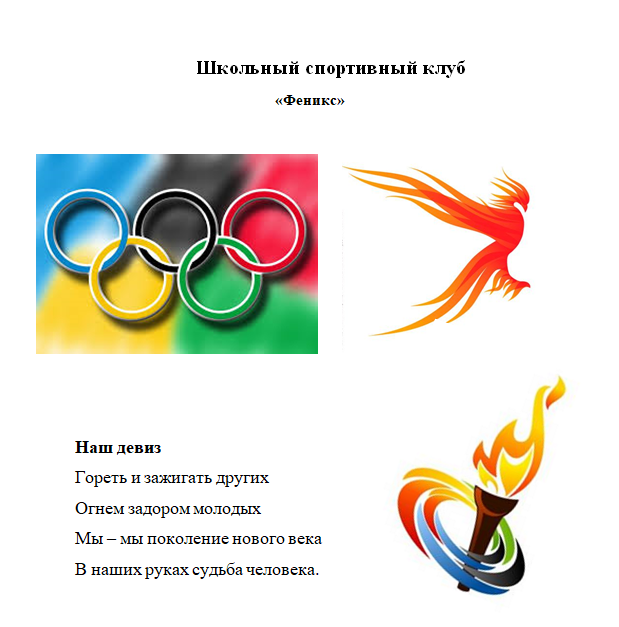 Школьный спортивный клуб
«Феникс»
Наш девиз
Гореть и зажигать других
Огнем задором молодых
Мы – мы поколение нового века
В наших руках судьба человека.